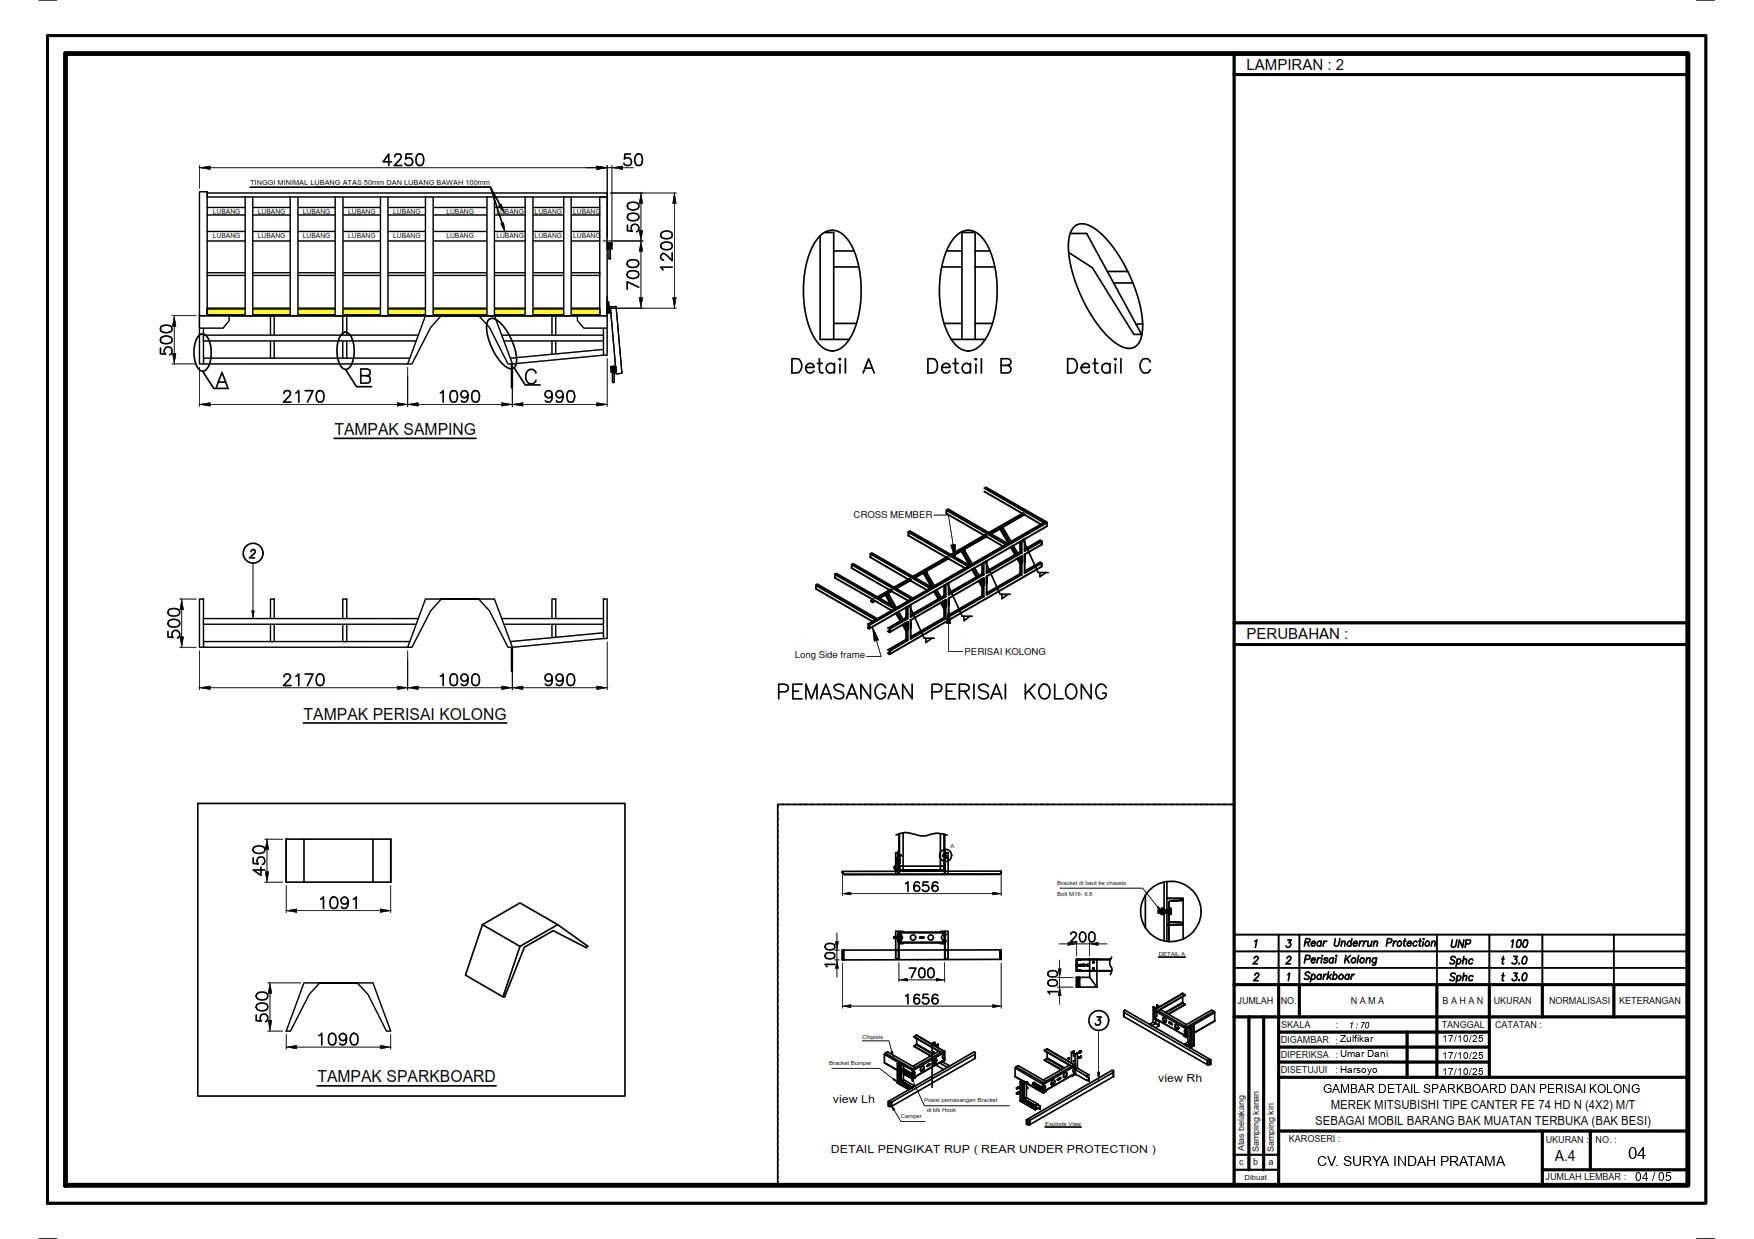 LAMPIRAN : 2
4250
50
TINGGI MINIMAL LUBANG ATAS 50mm DAN LUBANG BAWAH 100mm
LUBANG LUBANG LUBANG LUBANG LUBANG LUBANG LUBANG LUBANG LUBANG
LUBANG LUBANG LUBANG LUBANG LUBANG LUBANG LUBANG LUBANG LUBANG
500
700
1200
500
A
B
C
2170
1090
990
TAMPAK SAMPING
Detail A
Detail B
Detail C
2
500
2170
1090
990
TAMPAK PERISAI KOLONG
CROSS MEMBER
Long Side frame
PERISAI KOLONG
PEMASANGAN PERISAI KOLONG
PERUBAHAN :
450
1091
500
1090
TAMPAK SPARKBOARD
A
1656
100
700
1656
Bracket di baut ke chassis
Bolt M16- 6.8
DETAIL A
200
100
3
Chassis
Bracket Bumper
view Lh
Posisi pemasangan Bracket
di blk Hook
Camper
Explode View
view Rh
DETAIL PENGIKAT RUP ( REAR UNDER PROTECTION )
1 3 Rear Underrun Protection UNP 100
2 2 Perisai Kolong Sphc t 3.0
2 1 Sparkboar Sphc t 3.0
JUMLAH NO. N A M A B A H A N UKURAN NORMALISASI KETERANGAN
SKALA : 1 : 70 TANGGAL CATATAN :
DIGAMBAR : Zulfikar 17/10/25
DIPERIKSA : Umar Dani 17/10/25
DISETUJUI : Harsoyo 17/10/25
Atas belakang
Samping kanan
Samping kiri
c b a
Dibuat
GAMBAR DETAIL SPARKBOARD DAN PERISAI KOLONG
MEREK MITSUBISHI TIPE CANTER FE 74 HD N (4X2) M/T
SEBAGAI MOBIL BARANG BAK MUATAN TERBUKA (BAK BESI)
KAROSERI :
CV. SURYA INDAH PRATAMA
UKURAN : NO. :
A.4 04
JUMLAH LEMBAR : 04 / 05